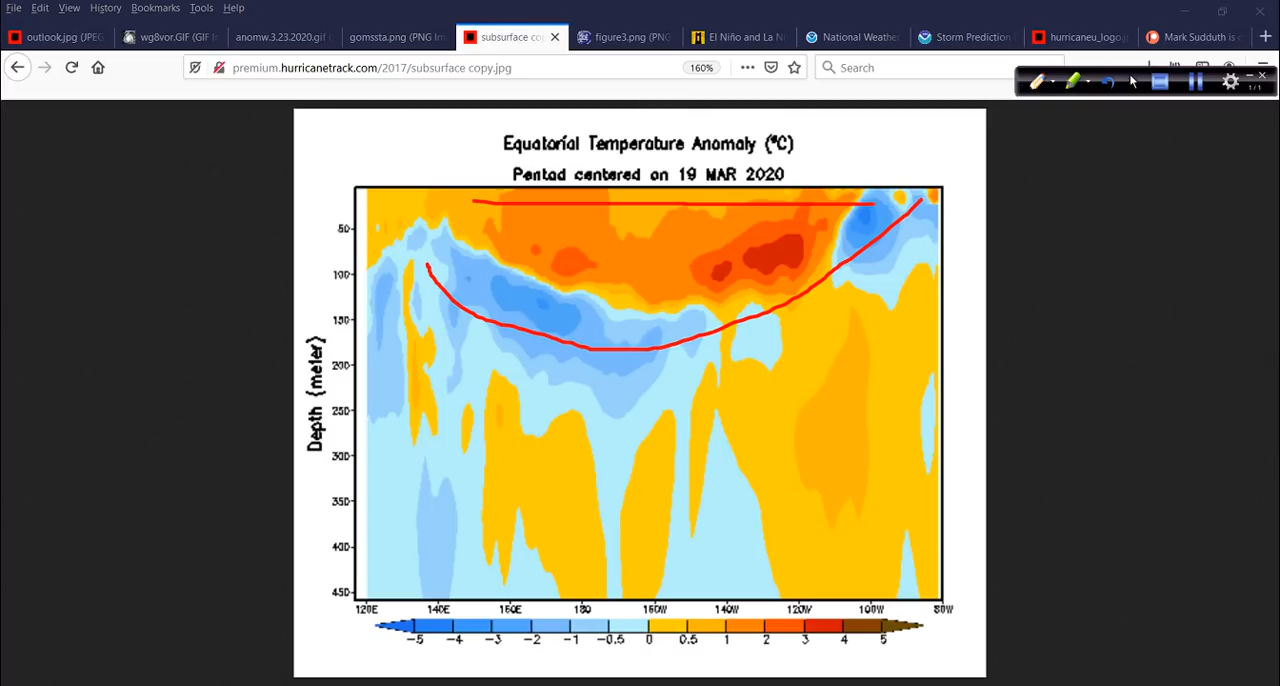 File Edit View History Bookmarks Tools Help
outlook.jpg (JPEG wg8vor.GIF (GIF I anomw.3.23.2020.gif ( gomssta.png (PNG Im subsurface co figure3.png (PNG El Niño and La N National Weathe Storm Prediction hurricaneu_logo.j Mark Sudduth is c
premium.hurricanetrack.com/2017/subsurface copy.jpg 160% Search
1/1
Equatorial Temperature Anomaly (°C)
Pentad centered on 19 MAR 2020
Depth (meter)
50
100
150
200
250
300
350
400
450
120E 140E 160E 180 160W 140W 120W 100W 80W
-5 -4 -3 -2 -1 -0.5 0 0.5 1 2 3 4 5